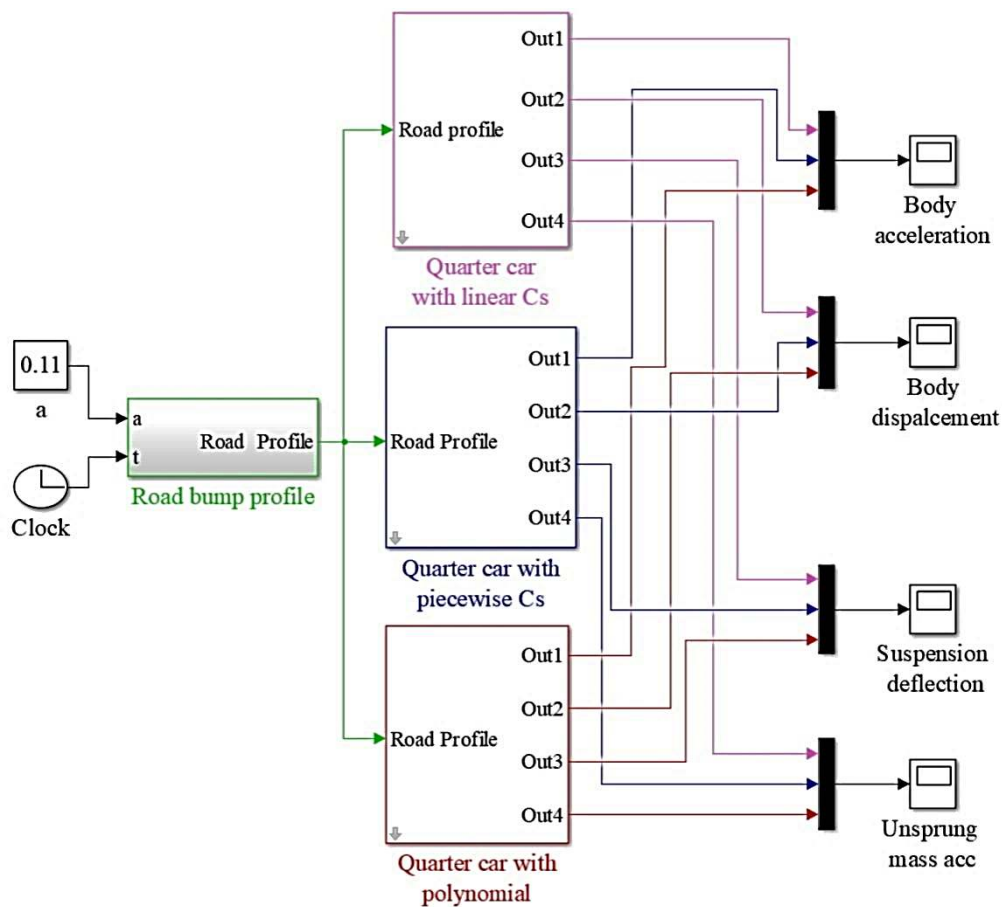 Out1
Out2
Road profile
Out3
Out4
Quarter car
with linear Cs
Body
acceleration
0.11
a
a
t
Road Profile
Road bump profile
Clock
Out1
Out2
Road Profile
Out3
Out4
Quarter car with
piecewise Cs
Body
dispalcement
Out1
Out2
Road Profile
Out3
Out4
Quarter car with
polynomial
Suspension
deflection
Unsprung
mass acc